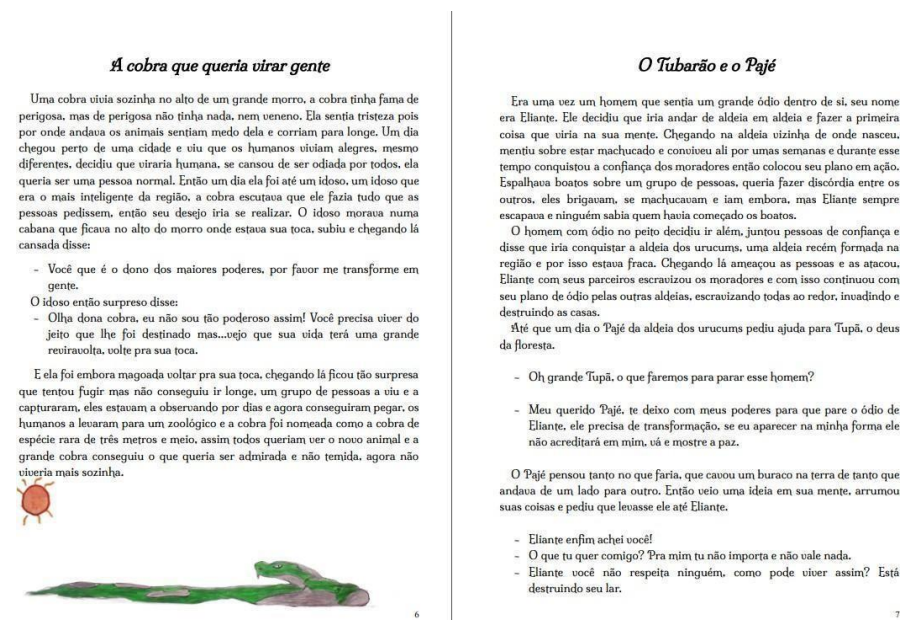 A cobra que queria virar gente
Uma cobra vivia sozinha no alto de um grande morro, a cobra tinha fama de
perigosa, mas de perigosa não tinha nada, nem veneno. Ela sentia tristeza pois
por onde andava os animais sentiam medo dela e corriam para longe. Um dia
chegou perto de uma cidade e viu que os humanos viviam alegres, mesmo
diferentes, decidiu que viraria humana, se cansou de ser odiada por todos, ela
queria ser uma pessoa normal. Então um dia ela foi até um idoso, um idoso que
era o mais inteligente da região, a cobra escutava que ele fazia tudo que as
pessoas pedissem, então seu desejo iria se realizar. O idoso morava numa
cabana que ficava no alto do morro onde estava sua toca, subiu e chegando lá
cansada disse:
- Você que é o dono dos maiores poderes, por favor me transforme em
gente.
O idoso então surpreso disse:
- Olha dona cobra, eu não sou tão poderoso assim! Você precisa viver do
jeito que lhe foi destinado mas...vejo que sua vida terá uma grande
reviravolta, volte pra sua toca.
E ela foi embora magoada voltar pra sua toca, chegando lá ficou tão surpresa
que tentou fugir mas não conseguiu ir longe, um grupo de pessoas a viu e a
capturaram, eles estavam a observando por dias e agora conseguiram pegar, os
humanos a levaram para um zoológico e a cobra foi nomeada como a cobra de
espécie rara de três metros e meio, assim todos queriam ver o novo animal e a
grande cobra conseguiu o que queria ser admirada e não temida, agora não
viveria mais sozinha.
6
O Tubarão e o Pajé
Era uma vez um homem que sentia um grande ódio dentro de si, seu nome
era Eliante. Ele decidiu que iria andar de aldeia em aldeia e fazer a primeira
coisa que viria na sua mente. Chegando na aldeia vizinha de onde nasceu,
mentiu sobre estar machucado e conviveu ali por umas semanas e durante esse
tempo conquistou a confiança dos moradores então colocou seu plano em ação.
Espalhava boatos sobre um grupo de pessoas, queria fazer discórdia entre os
outros, eles brigavam, se machucavam e iam embora, mas Eliante sempre
escapava e ninguém sabia quem havia começado os boatos.
O homem com ódio no peito decidiu ir além, juntou pessoas de confiança e
disse que iria conquistar a aldeia dos urucums, uma aldeia recém formada na
região e por isso estava fraca. Chegando lá ameaçou as pessoas e as atacou,
Eliante com seus parceiros escravizou os moradores e com isso continuou com
seu plano de ódio pelas outras aldeias, escravizando todas ao redor, invadindo e
destruindo as casas.
Até que um dia o Pajé da aldeia dos urucums pediu ajuda para Tupã, o deus
da floresta.
- Oh grande Tupã, o que faremos para parar esse homem?
- Meu querido Pajé, te deixo com meus poderes para que pare o ódio de
Eliante, ele precisa de transformação, se eu aparecer na minha forma ele
não acreditará em mim, vá e mostre a paz.
O Pajé pensou tanto no que faria, que cavou um buraco na terra de tanto que
andava de um lado para outro. Então veio uma ideia em sua mente, arrumou
suas coisas e pediu que levasse ele até Eliante.
- Eliante enfim achei você!
- O que tu quer comigo? Pra mim tu não importa e não vale nada.
- Eliante você não respeita ninguém, como pode viver assim? Está
destruindo seu lar.
7